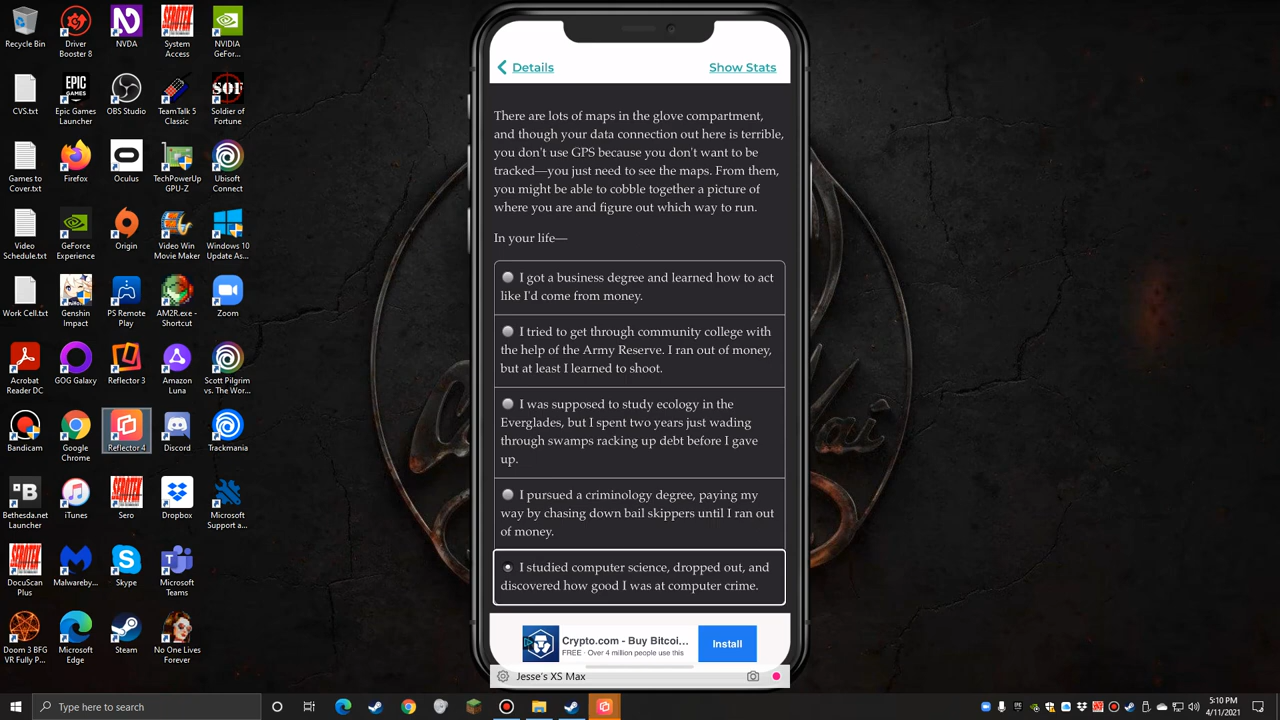 Recycle Bin
Driver
Booster 8
NVDA
System
Access
NVIDIA
GeFor...
CVS.txt
Epic Games
Launcher
OBS Studio
TeamTalk 5
Classic
Soldier of
Fortune
Games to
Cover.txt
Firefox
Oculus
TechPowerUp
GPU-Z
Ubisoft
Connect
Video
Schedule.txt
GeForce
Experience
Origin
Video Win
Movie Maker
Windows 10
Update As...
Work Cell.txt
Genshin
Impact
PS Remote
Play
AM2R.exe -
Shortcut
Zoom
Acrobat
Reader DC
GOG Galaxy
Reflector 3
Amazon
Luna
Scott Pilgrim
vs. The Wor...
Bandicam
Google
Chrome
Reflector 4
Discord
Trackmania
Bethesda.net
Launcher
iTunes
Sero
Dropbox
Microsoft
Support a...
DocuScan
Plus
Malwareby...
Skype
Microsoft
Teams
Doom 3 BFG
VR Fully P...
Microsoft
Edge
Steam
No One Lives
Forever
SEROTEK
SOF
SEROTEK
SEROTEK
Details
Show Stats
There are lots of maps in the glove compartment,
and though your data connection out here is terrible,
you don't use GPS because you don't want to be
tracked—you just need to see the maps. From them,
you might be able to cobble together a picture of
where you are and figure out which way to run.
In your life—
I got a business degree and learned how to act
like I'd come from money.
I tried to get through community college with
the help of the Army Reserve. I ran out of money,
but at least I learned to shoot.
I was supposed to study ecology in the
Everglades, but I spent two years just wading
through swamps racking up debt before I gave
up.
I pursued a criminology degree, paying my
way by chasing down bail skippers until I ran out
of money.
I studied computer science, dropped out, and
discovered how good I was at computer crime.
Crypto.com - Buy Bitcoi...
FREE · Over 4 million people use this
Install
Jesse's XS Max
Type here to search
5:10 PM
4/11/2021